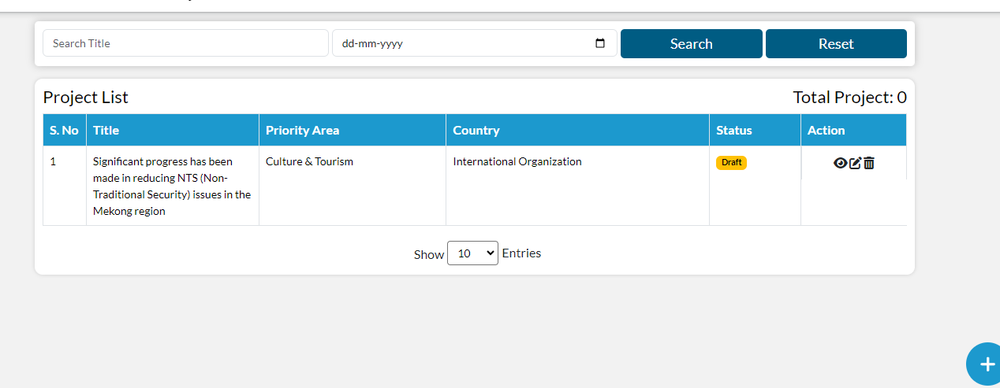 Search Title
dd-mm-yyyy
Search
Reset
Project List
Total Project: 0
S. No
Title
Priority Area
Country
Status
Action
1
Significant progress has been
made in reducing NTS (Non-
Traditional Security) issues in the
Mekong region
Culture & Tourism
International Organization
Draft
Show 10 Entries
+